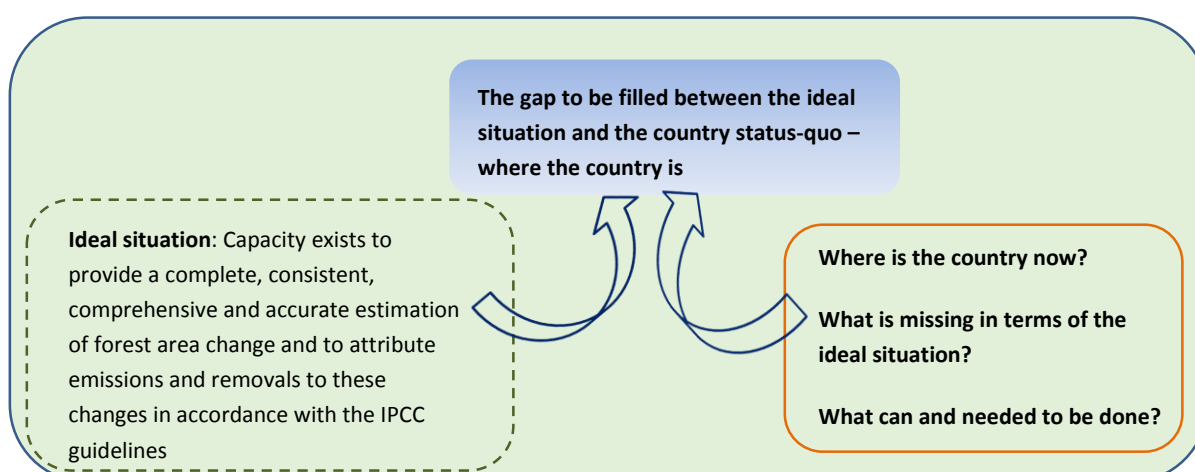 The gap to be filled between the ideal
situation and the country status-quo –
where the country is
Ideal situation: Capacity exists to
provide a complete, consistent,
comprehensive and accurate estimation
of forest area change and to attribute
emissions and removals to these
changes in accordance with the IPCC
guidelines
Where is the country now?
What is missing in terms of the
ideal situation?
What can and needed to be done?